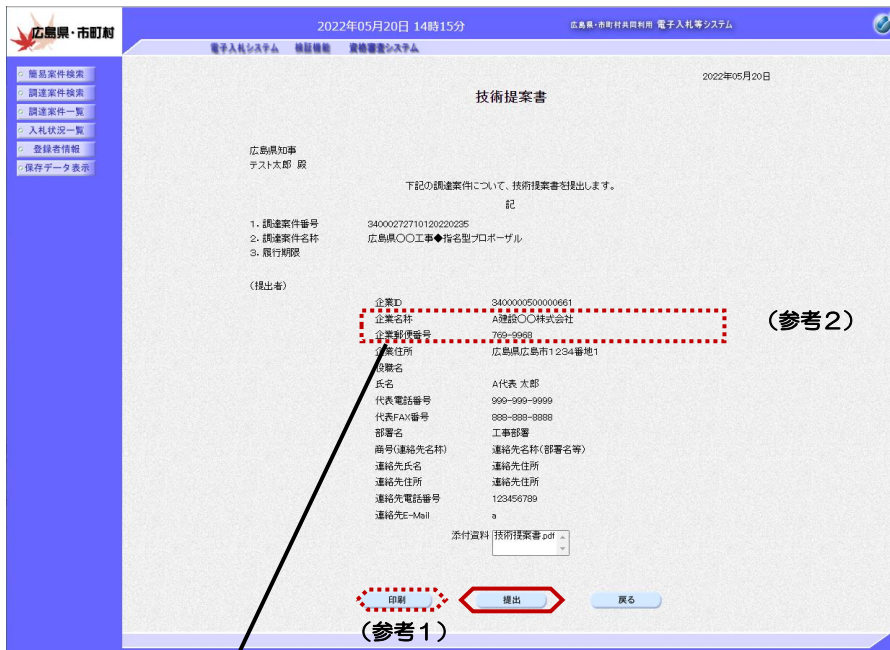 広島県・市町村
2022年05月20日 14時15分
広島県・市町村共同利用 電子入札等システム
電子入札システム 検証機能 資格審査システム
簡易案件検索
調達案件検索
調達案件一覧
入札状況一覧
登録者情報
保存データ表示
2022年05月20日
技術提案書
広島県知事
テスト太郎 殿
下記の調達案件について、技術提案書を提出します。
記
1. 調達案件番号 34000272710120220235
2. 調達案件名称 広島県〇〇工事◆指名型プロポーザル
3. 履行期限
(提出者)
企業ID 3400000500000661
企業名称 A建設〇〇株式会社
企業郵便番号 769-9968
企業住所 広島県広島市1234番地1
役職名
氏名 A代表 太郎
代表電話番号 999-999-9999
代表FAX番号 888-888-8888
部署名 工事部署
商号(連絡先名称) 連絡先名称(部署名等)
連絡先氏名 連絡先住所
連絡先住所 連絡先住所
連絡先電話番号 123456789
連絡先E-Mail a
添付資料 技術提案書.pdf
印刷 提出 戻る
(参考1)
(参考2)